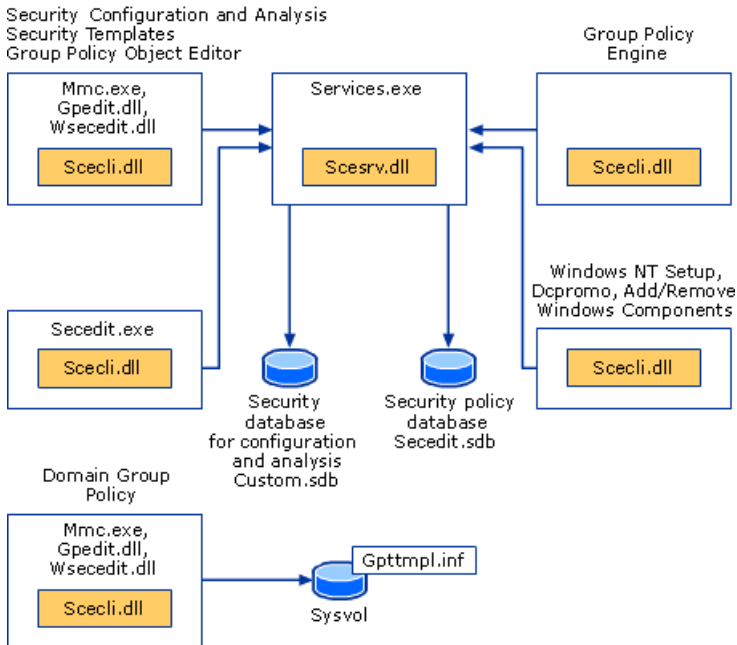 Security Configuration and Analysis
Security Templates
Group Policy Object Editor
Mmc.exe,
Gpedit.dll,
Wsecedit.dll
Scecli.dll
Services.exe
Scesrv.dll
Group Policy
Engine
Scecli.dll
Secedit.exe
Scecli.dll
Security
database
for configuration
and analysis
Custom.sdb
Security policy
database
Secedit.sdb
Windows NT Setup,
Dcpromo, Add/Remove
Windows Components
Scecli.dll
Domain Group
Policy
Mmc.exe,
Gpedit.dll,
Wsecedit.dll
Scecli.dll
Gpttmpl.inf
Sysvol